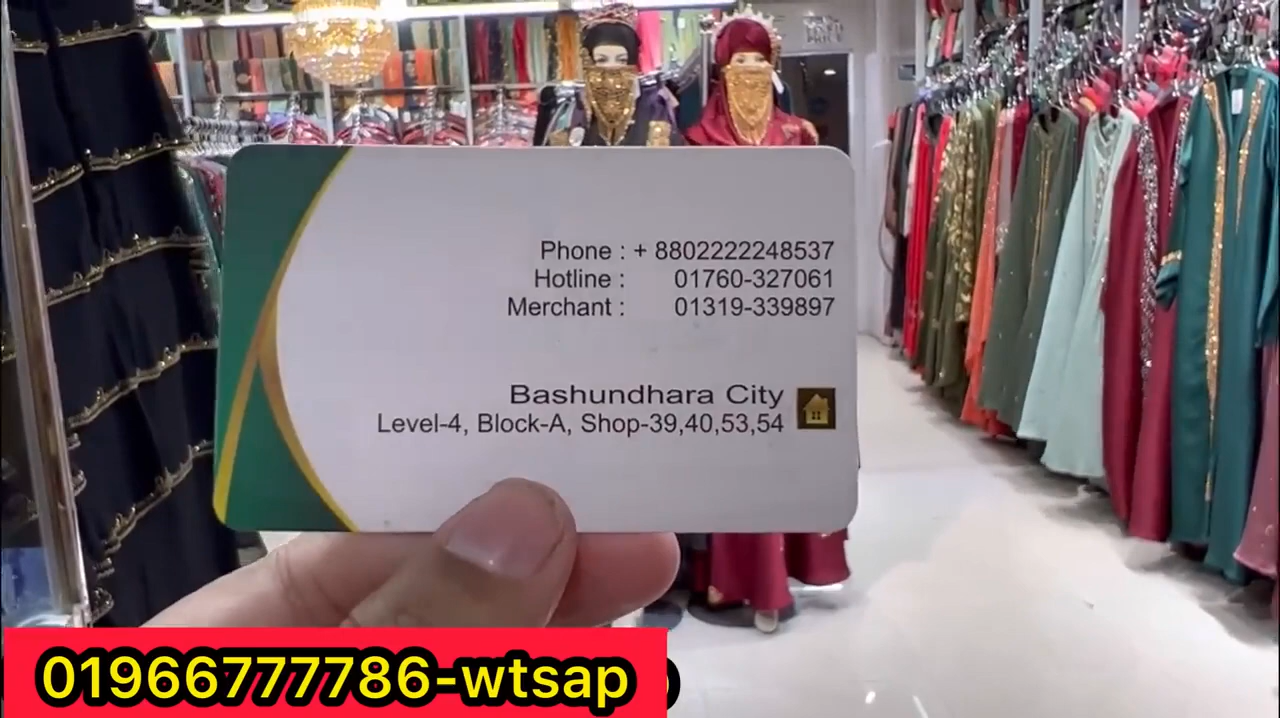 Phone : + 8802222248537
Hotline : 01760-327061
Merchant : 01319-339897
Bashundhara City
Level-4, Block-A, Shop-39,40,53,54
01966777786-wtsap